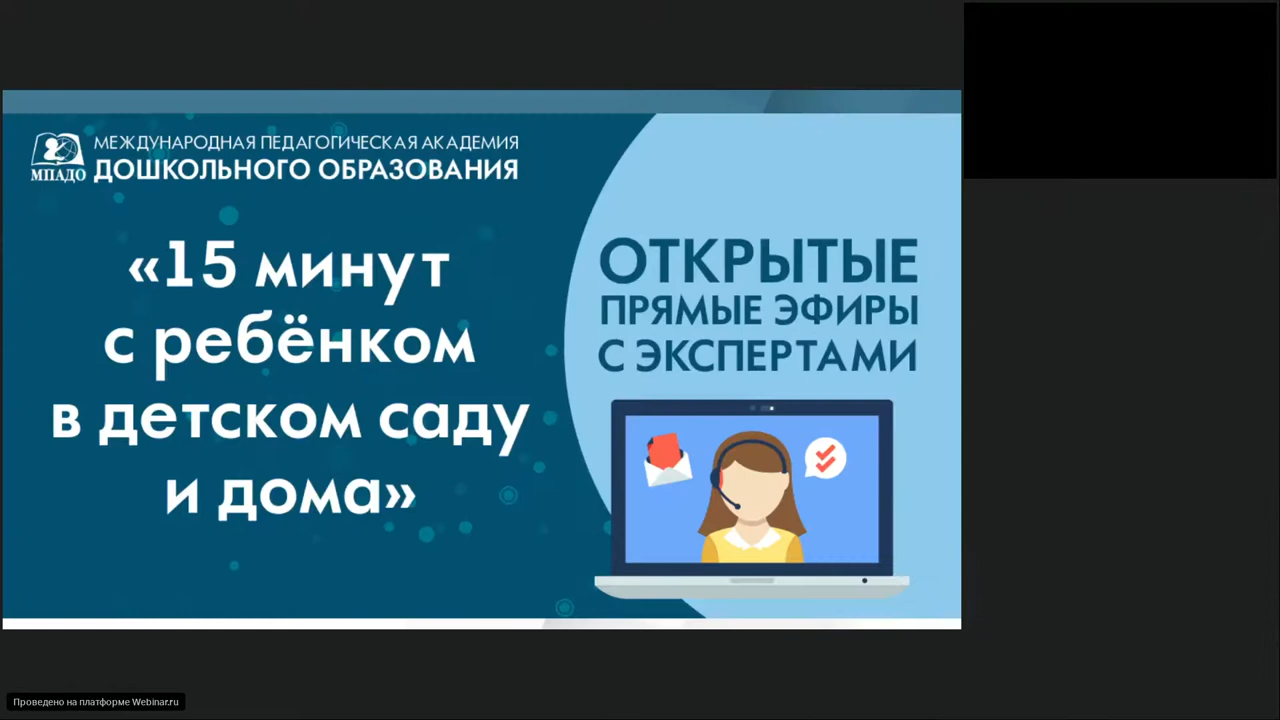 МЕЖДУНАРОДНАЯ ПЕДАГОГИЧЕСКАЯ АКАДЕМИЯ
ДОШКОЛЬНОГО ОБРАЗОВАНИЯ
МПАДО
«15 минут
с ребёнком
в детском саду
и дома»
ОТКРЫТЫЕ
ПРЯМЫЕ ЭФИРЫ
С ЭКСПЕРТАМИ
Проведено на платформе Webinar.ru